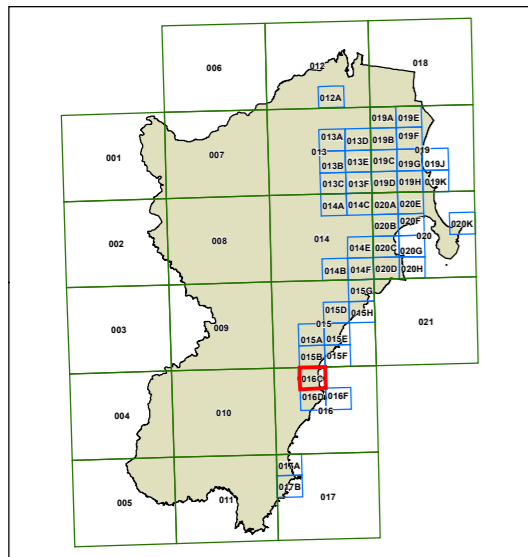 006 012 018
012A
019A 019E
001 007 013A 013D 019B 019F
013 019
013B 013E 019C 019G 019J
013C 013F 019D 019H 019K
014A 014C 020A 020E
002 008 014 020B 020F 020K
020
014E 020C 020G
014B 014F 020D 020H
015G
003 009 015D 015H 021
015
015A 015E
015B 015F
016C
004 010 016D 016F
016
017A
005 011 017B 017